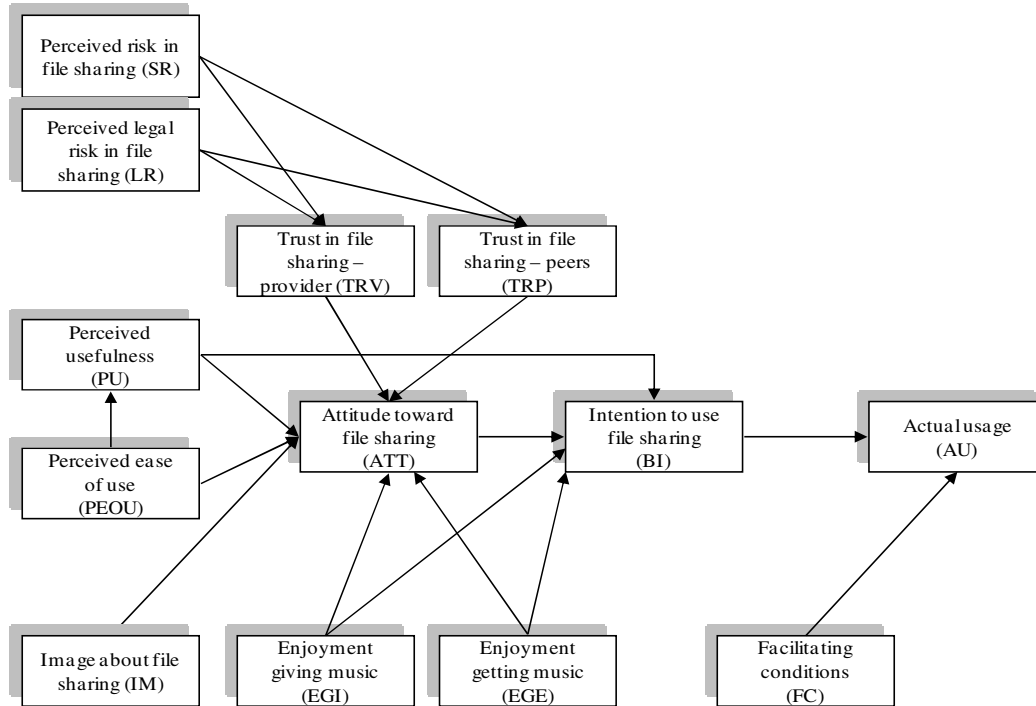 Perceived risk in
file sharing (SR)
Perceived legal
risk in file
sharing (LR)
Trust in file
sharing – 
provider (TRV)
Trust in file
sharing – peers
(TRP)
Perceived
usefulness
(PU)
Attitude toward
file sharing
(ATT)
Intention to use
file sharing
(BI)
Actual usage
(AU)
Perceived ease
of use
(PEOU)
Image about file
sharing (IM)
Enjoyment
giving music
(EGI)
Enjoyment
getting music
(EGE)
Facilitating
conditions
(FC)